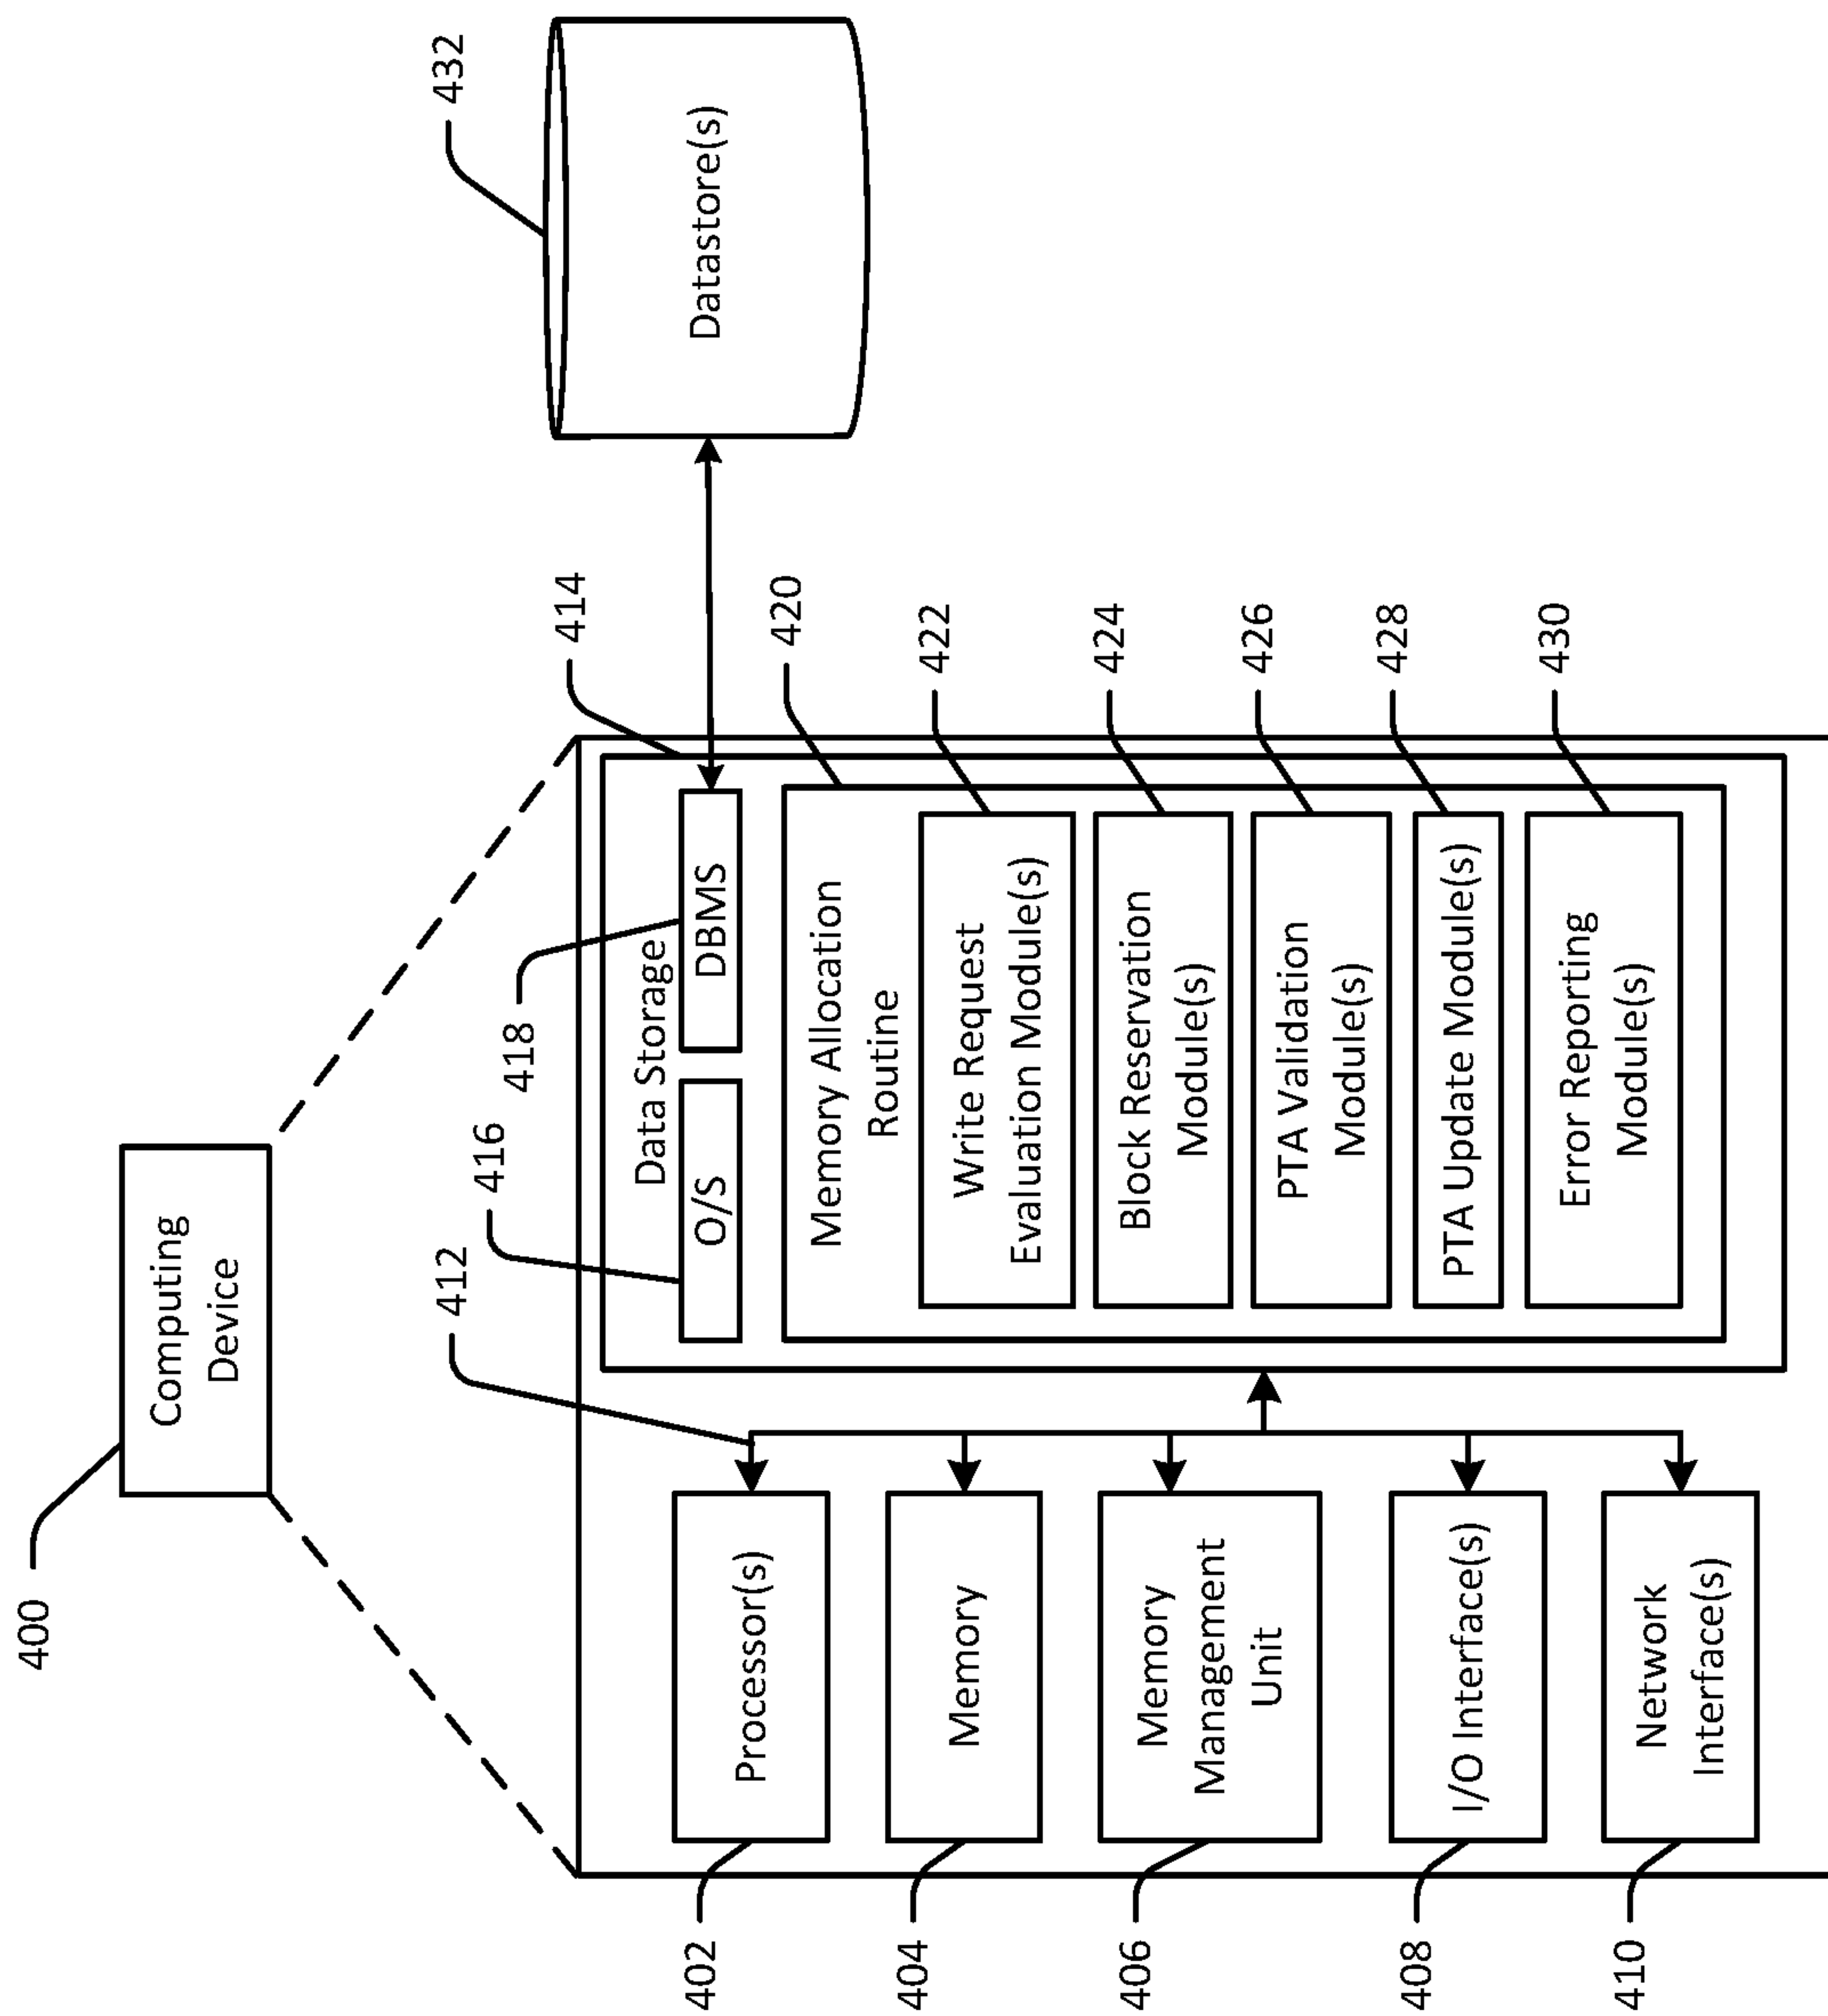 400
Computing
Device
402
Processor(s)
404
Memory
406
Memory
Management
Unit
408
I/O Interface(s)
410
Network
Interface(s)
412
414
Data Storage
416
O/S
418
DBMS
420
Memory Allocation
Routine
422
Write Request
Evaluation Module(s)
424
Block Reservation
Module(s)
426
PTA Validation
Module(s)
428
PTA Update Module(s)
430
Error Reporting
Module(s)
432
Datastore(s)